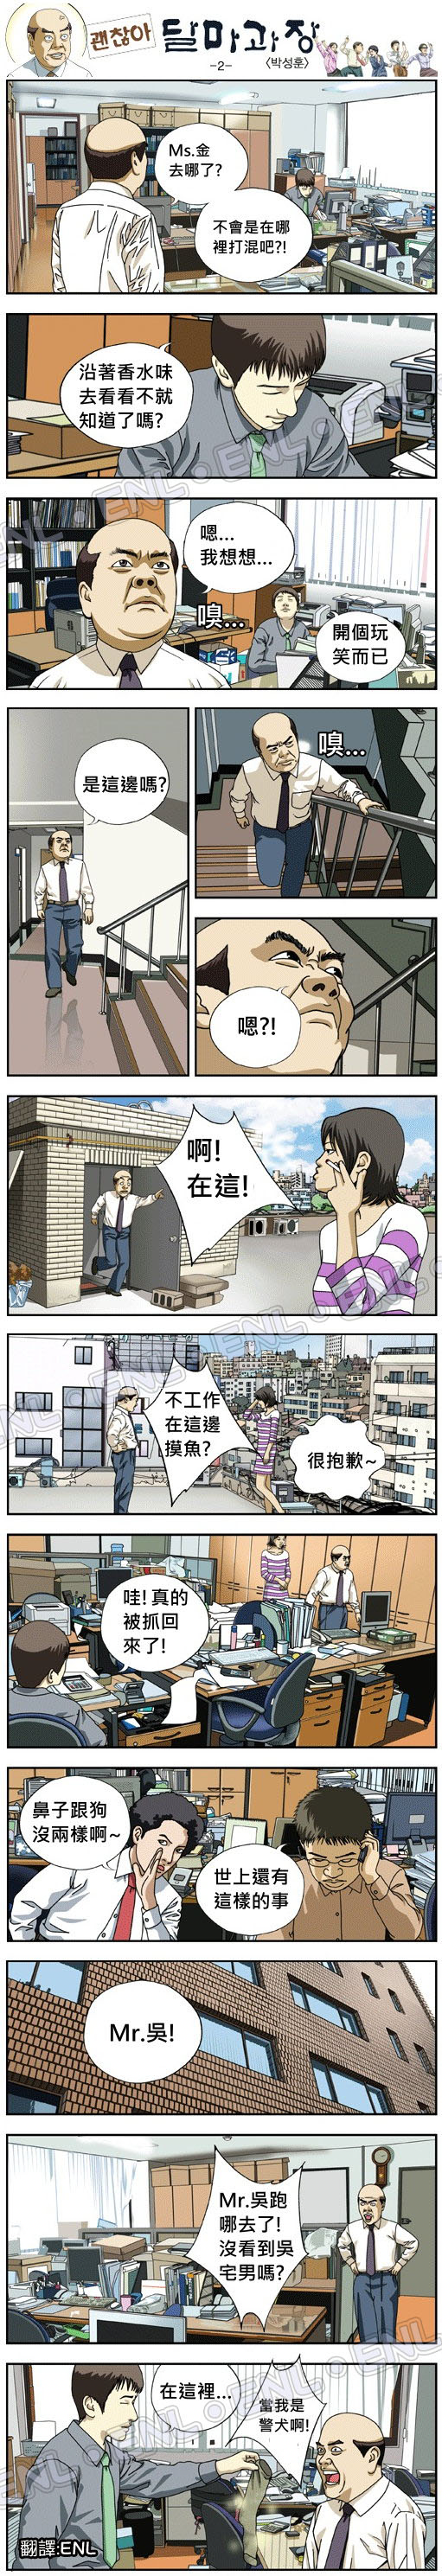 괜찮아
달마과장
-2-
<박성훈>
Ms.金
去哪了?
不會是在哪
裡打混吧?!
沿著香水味
去看看不就
知道了嗎?
嗯...
我想想...
嗅...
開個玩
笑而已
是這邊嗎?
嗅...
嗯?!
啊!
在這!
不工作
在這邊
摸魚?
很抱歉~
哇! 真的
被抓回
來了!
鼻子跟狗
沒兩樣啊~
世上還有
這樣的事
Mr.吳!
Mr.吳跑
哪去了!
沒看到吳
宅男嗎?
在這裡...
當我是
警犬啊!
翻譯:ENL